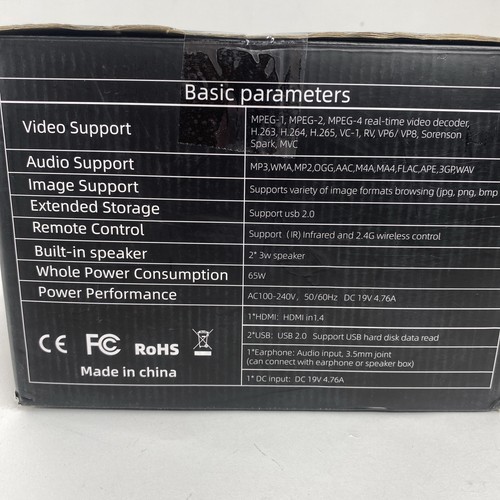 Basic parameters
Video Support
MPEG-1, MPEG-2, MPEG-4 real-time video decoder,
H.263, H.264, H.265, VC-1, RV, VP6/ VP8, Sorenson
Spark, MVC
Audio Support
MP3,WMA,MP2,OGG,AAC,M4A,MA4,FLAC,APE,3GP,WAV
Image Support
Supports variety of image formats browsing (jpg, png, bmp
Extended Storage
Support usb 2.0
Remote Control
Support（IR) Infrared and 2.4G wireless control
Built-in speaker
2* 3w speaker
Whole Power Consumption
65W
Power Performance
AC100-240V, 50/60Hz DC 19V 4.76A
1*HDMI: HDMI in1.4
2*USB: USB 2.0 Support USB hard disk data read
1*Earphone: Audio input, 3.5mm joint
(can connect with earphone or speaker box)
1* DC input: DC 19V 4.76A
CE FC RoHS
Made in china